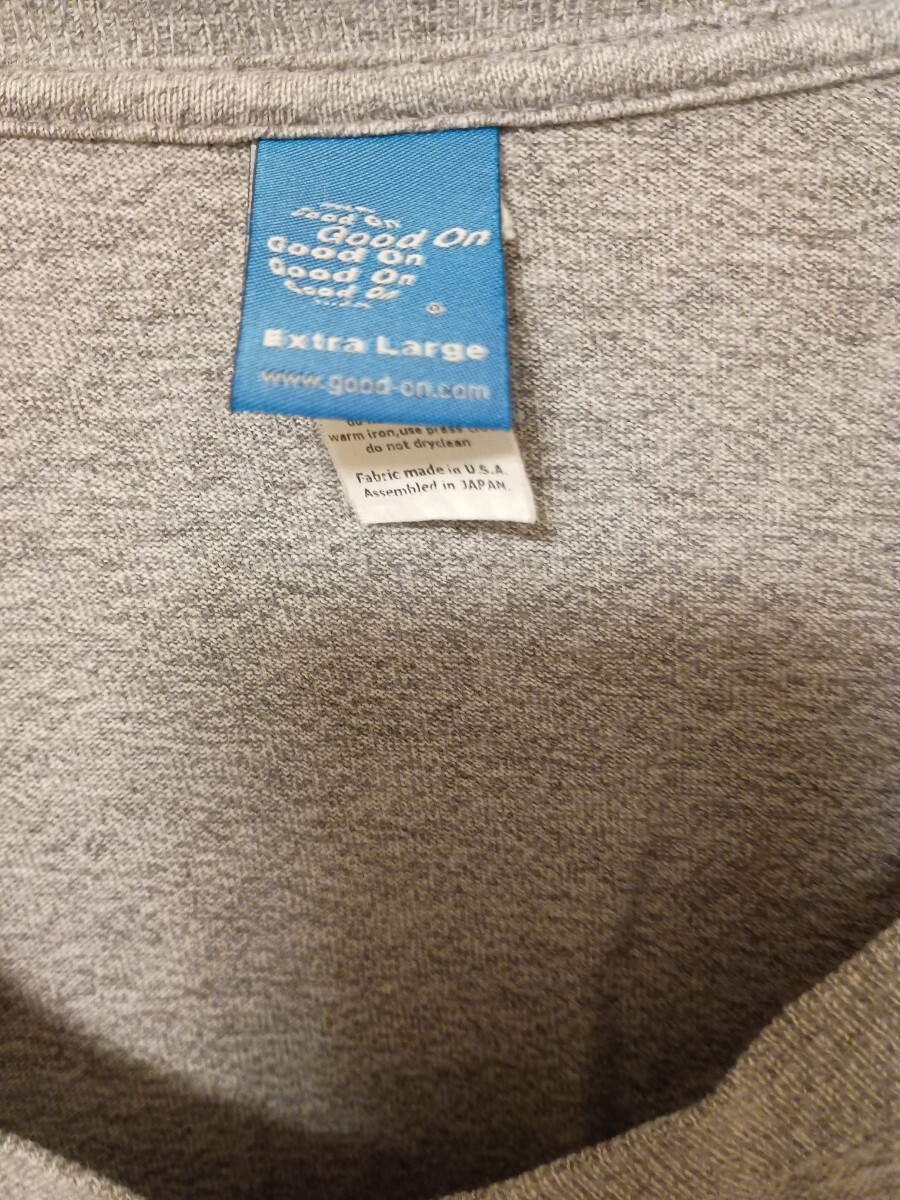 Good On
Good On
Good On
Good On
Good On
®
Extra Large
www.good-on.com
warm iron,use press
do not dryclean
Fabric made in U.S.A.
Assembled in JAPAN.